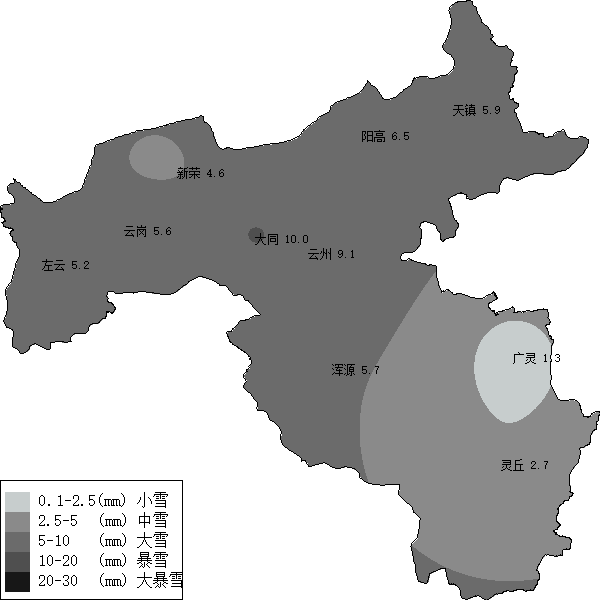 天镇 5.9
阳高 6.5
新荣 4.6
云岗 5.6
大同 10.0
云州 9.1
左云 5.2
广灵 1.3
浑源 5.7
灵丘 2.7
0.1-2.5(mm) 小雪
2.5-5 (mm) 中雪
5-10 (mm) 大雪
10-20 (mm) 暴雪
20-30 (mm) 大暴雪